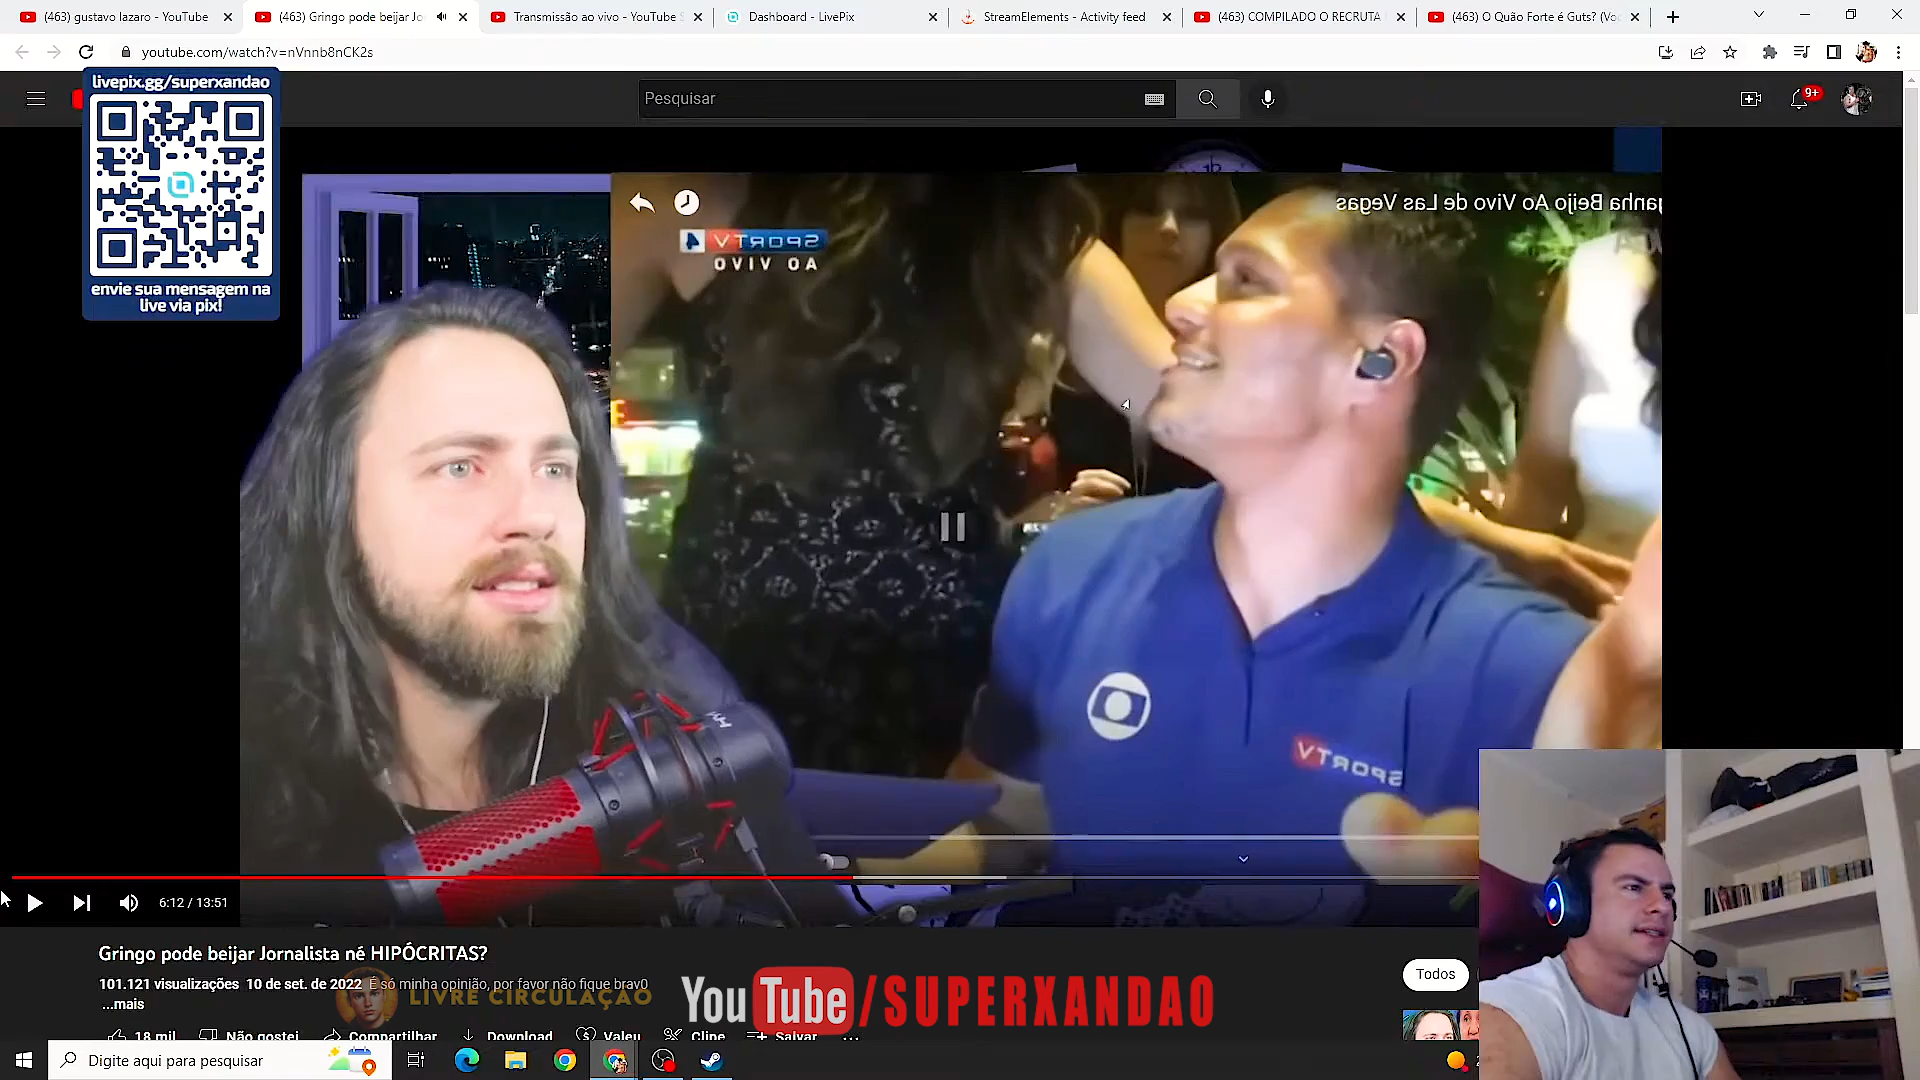 (463) gustavo lazaro - YouTube
(463) Gringo pode beijar Jo
Transmissão ao vivo - YouTube S
Dashboard - LivePix
StreamElements - Activity feed
(463) COMPILADO O RECRUTA
(463) O Quão Forte é Guts? (Vo
youtube.com/watch?v=nVnnb8nCK2s
livepix.gg/superxandao
envie sua mensagem na
live via pix!
Pesquisar
9+
ganha Beijo Ao Vivo de Las Vegas
SPORTV 4
AO VIVO
SPORTV
6:12 / 13:51
Gringo pode beijar Jornalista né HIPÓCRITAS?
101.121 visualizações 10 de set. de 2022 É só minha opinião, por favor não fique brav0
...mais
LIVRE CIRCULAÇÃO
YouTube/SUPERXANDAO
Todos
18 mil
Não gostei
Compartilhar
Download
Valeu
Clipe
Salvar
Digite aqui para pesquisar